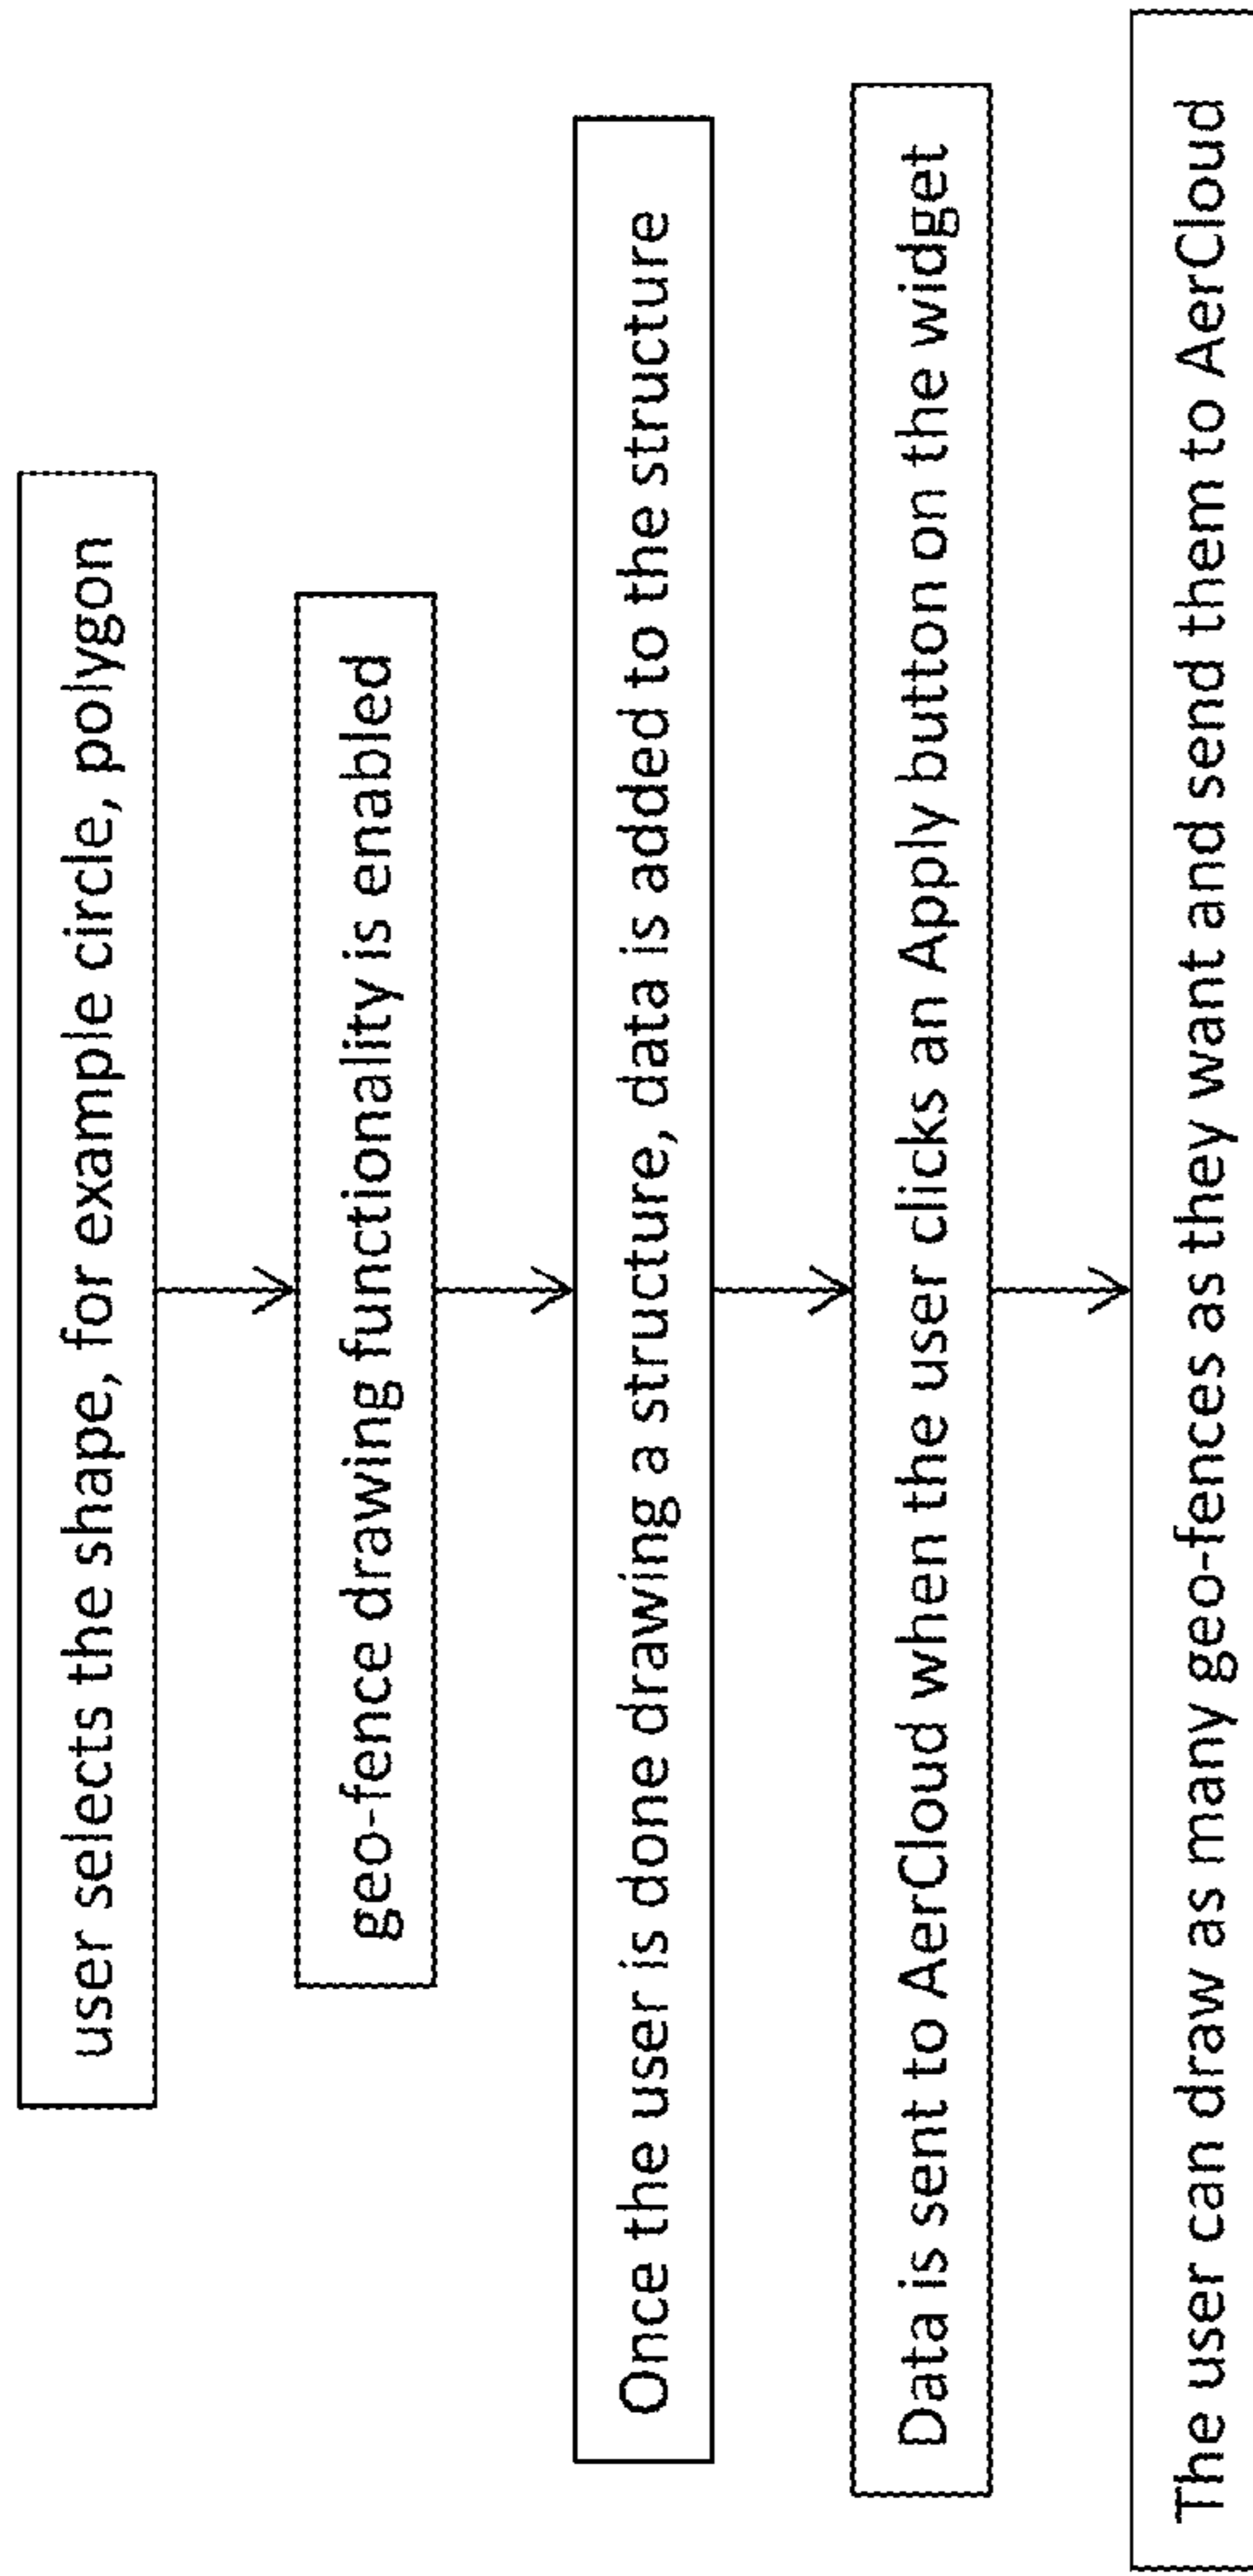 user selects the shape, for example circle, polygon
geo-fence drawing functionality is enabled
Once the user is done drawing a structure, data is added to the structure
Data is sent to AerCloud when the user clicks an Apply button on the widget
The user can draw as many geo-fences as they want and send them to AerCloud